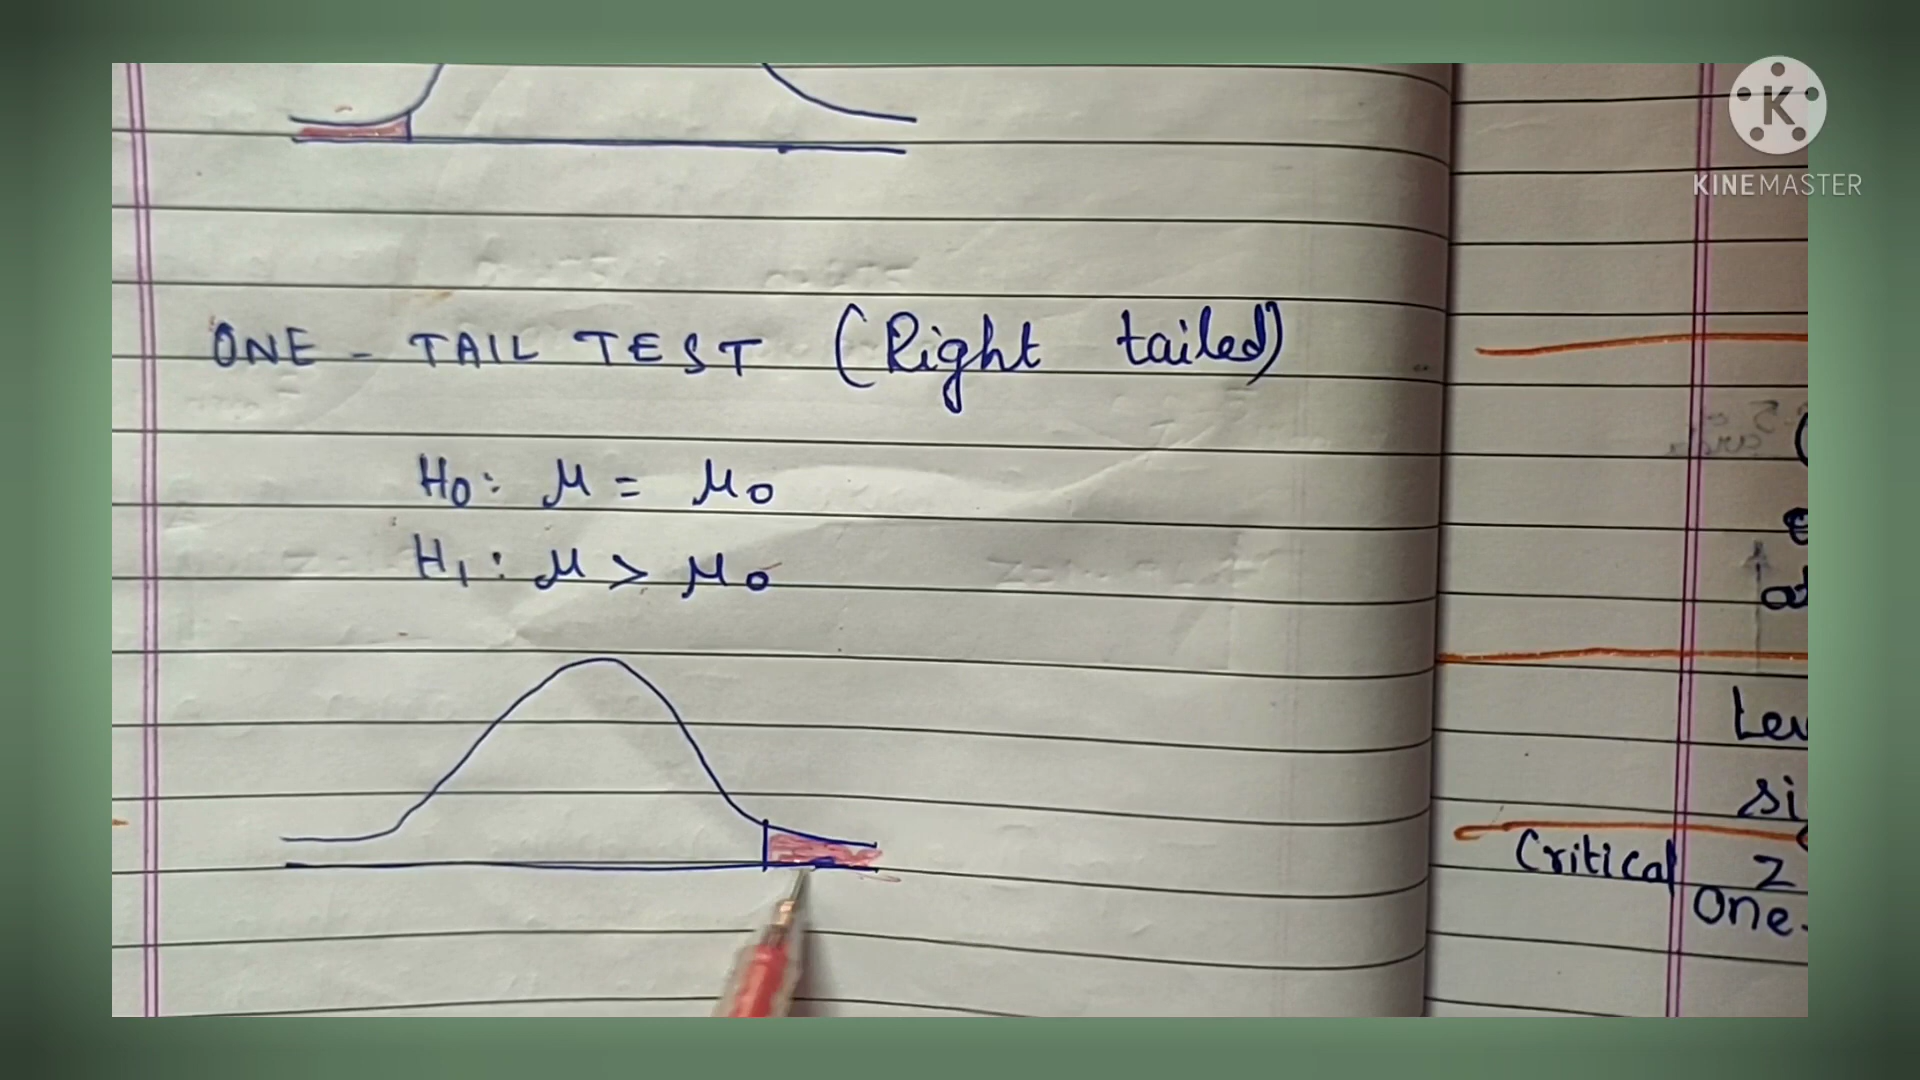 KINEMASTER
ONE - TAIL TEST (Right tailed)
H0: μ = μ0
H1: μ > μ0
Critical Z
One-